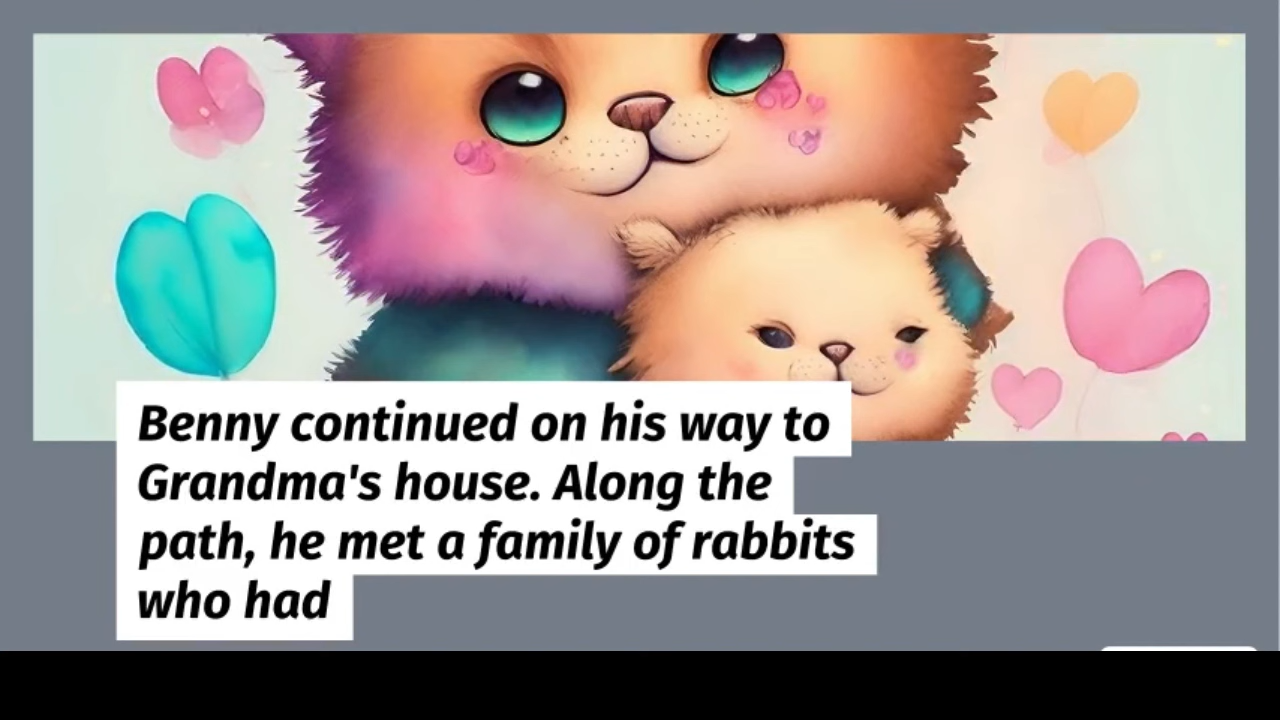 Benny continued on his way to
Grandma's house. Along the
path, he met a family of rabbits
who had